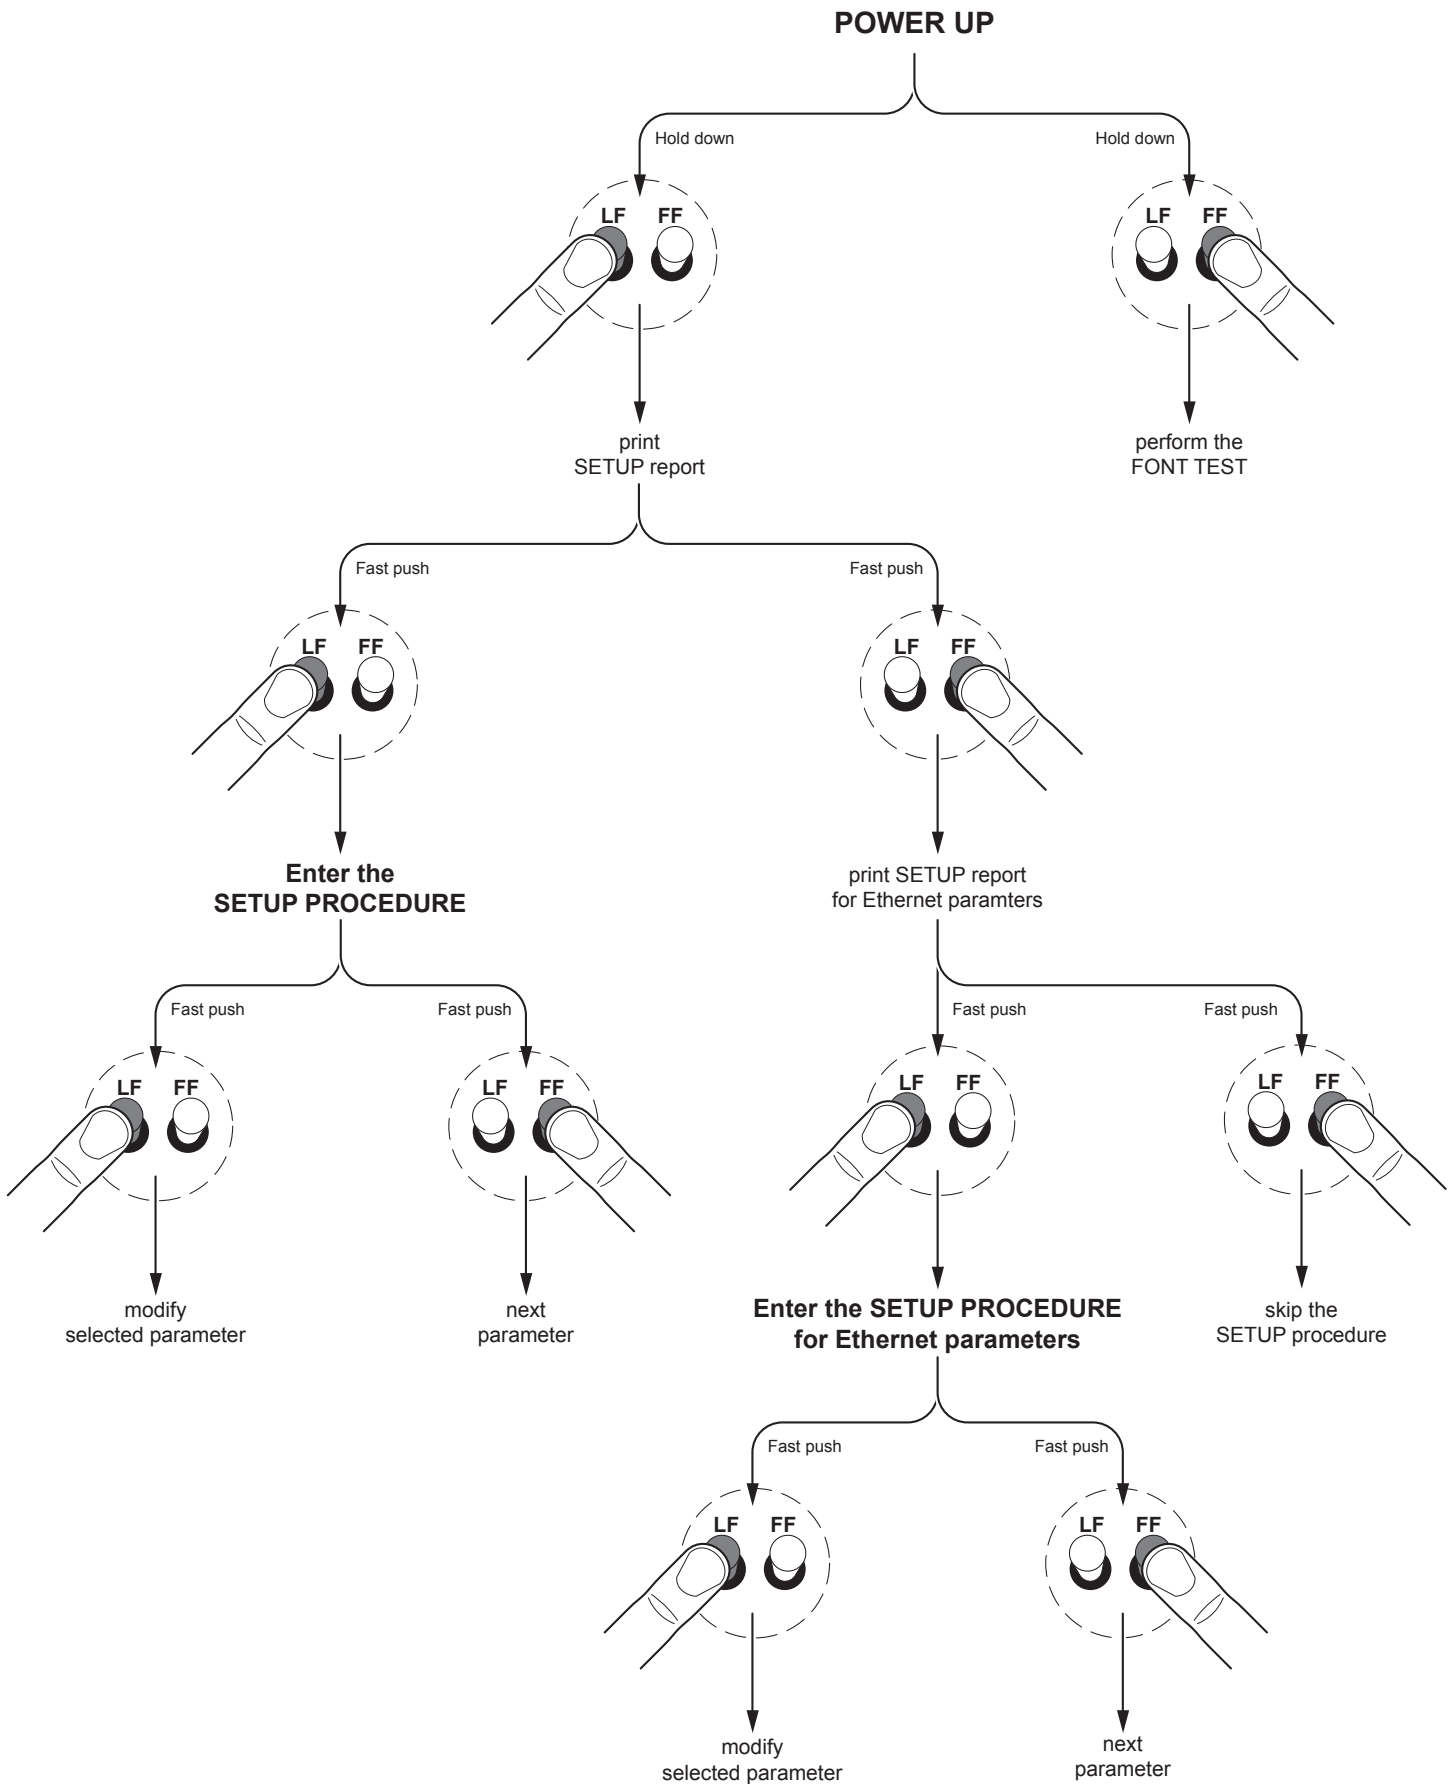 POWER UP
Hold down
Hold down
LF FF
LF FF
print
SETUP report
perform the
FONT TEST
Fast push
Fast push
LF FF
LF FF
Enter the
SETUP PROCEDURE
print SETUP report
for Ethernet paramters
Fast push
Fast push
Fast push
Fast push
LF FF
LF FF
LF FF
LF FF
modify
selected parameter
next
parameter
Enter the SETUP PROCEDURE
for Ethernet parameters
skip the
SETUP procedure
Fast push
Fast push
LF FF
LF FF
modify
selected parameter
next
parameter